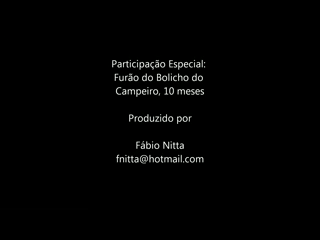 Participação Especial:
Furão do Bolicho do
Campeiro, 10 meses
Produzido por
Fábio Nitta
fnitta@hotmail.com